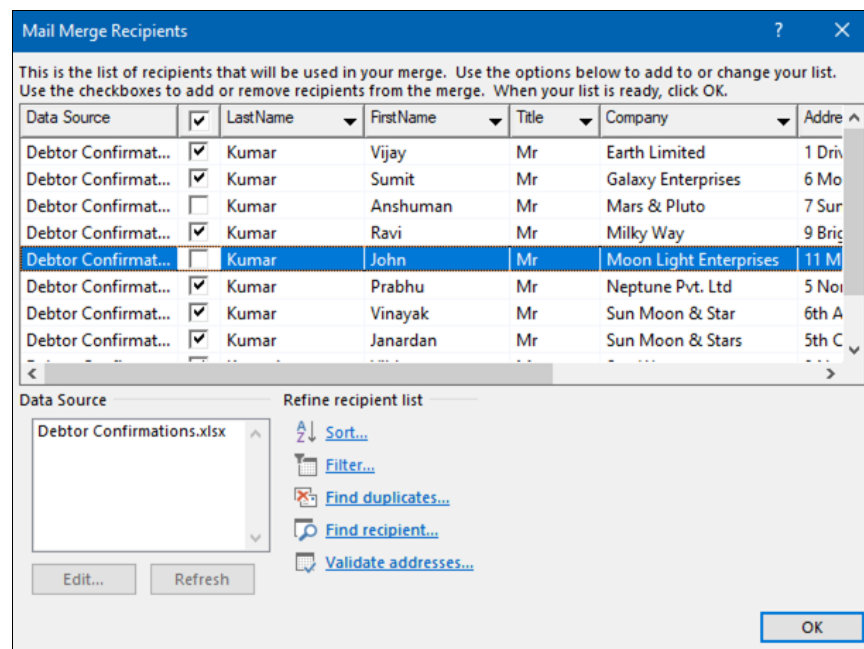 Mail Merge Recipients ?
This is the list of recipients that will be used in your merge. Use the options below to add to or change your list.
Use the checkboxes to add or remove recipients from the merge. When your list is ready, click OK.
Data Source LastName FirstName Title Company Addre
Debtor Confirmat... Kumar Vijay Mr Earth Limited 1 Driv
Debtor Confirmat... Kumar Sumit Mr Galaxy Enterprises 6 Mo
Debtor Confirmat... Kumar Anshuman Mr Mars & Pluto 7 Sur
Debtor Confirmat... Kumar Ravi Mr Milky Way 9 Brig
Debtor Confirmat... Kumar John Mr Moon Light Enterprises 11 M
Debtor Confirmat... Kumar Prabhu Mr Neptune Pvt. Ltd 5 Nor
Debtor Confirmat... Kumar Vinayak Mr Sun Moon & Star 6th A
Debtor Confirmat... Kumar Janardan Mr Sun Moon & Stars 5th C
Data Source
Debtor Confirmations.xlsx
Edit... Refresh
Refine recipient list
Sort...
Filter...
Find duplicates...
Find recipient...
Validate addresses...
OK